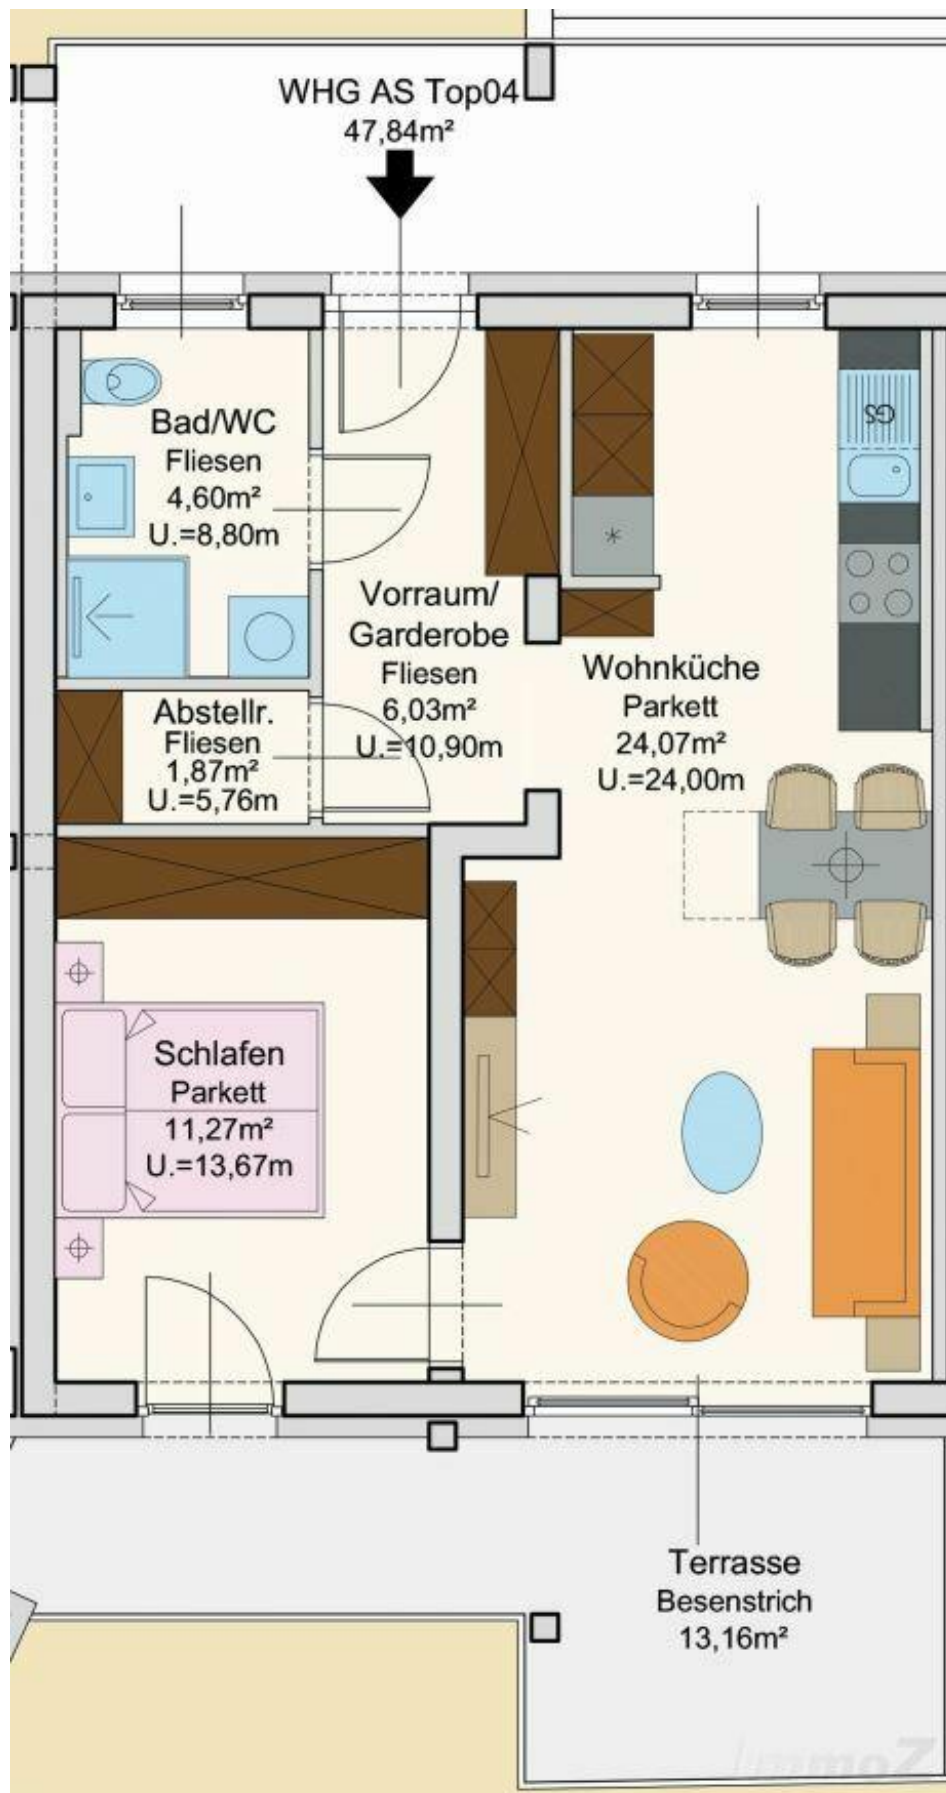 WHG AS Top04
47,84m²
Bad/WC
Fliesen
4,60m²
U.=8,80m
GS
Vorraum/
Garderobe
Fliesen
6,03m²
U.=10,90m
Wohnküche
Parkett
24,07m²
U.=24,00m
Abstellr.
Fliesen
1,87m²
U.=5,76m
Schlafen
Parkett
11,27m²
U.=13,67m
Terrasse
Besenstrich
13,16m²
ImmoZ